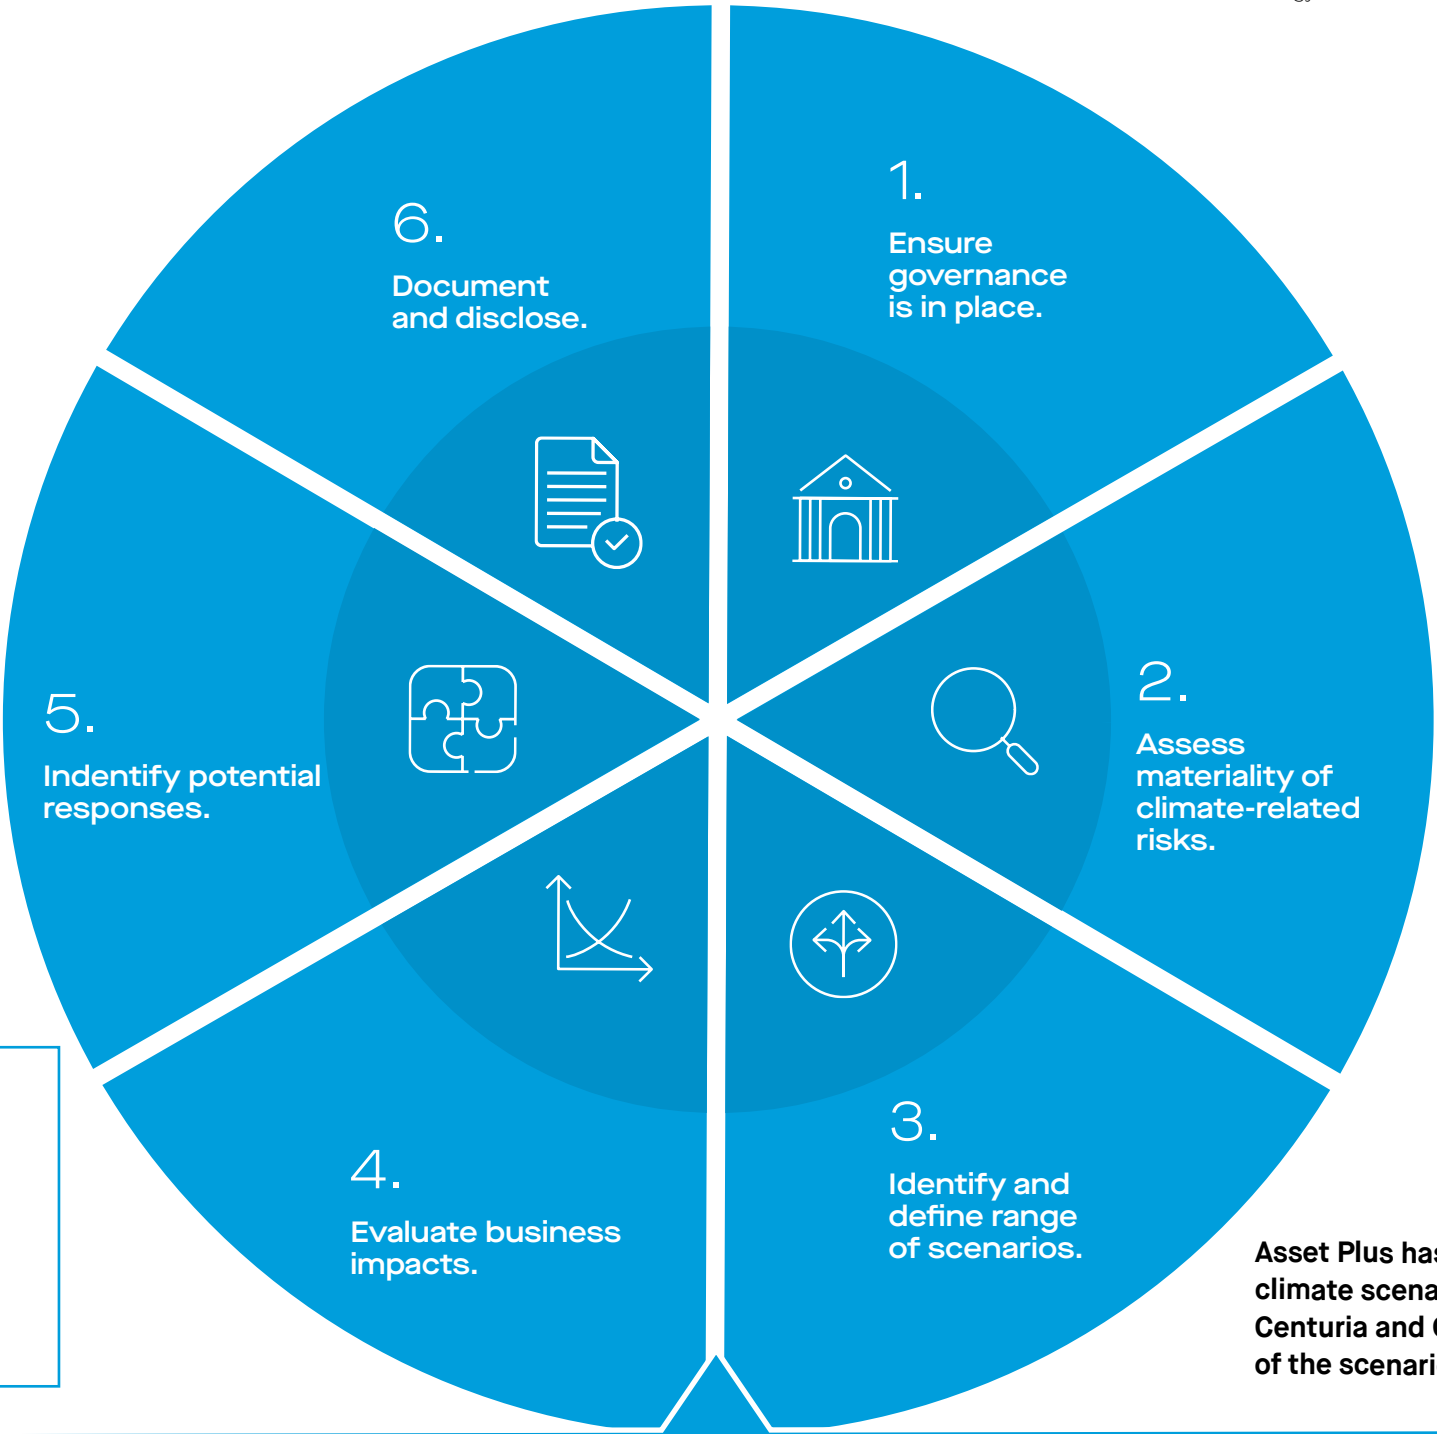 1.
Ensure
governance
is in place.
2.
Assess
materiality of
climate-related
risks.
3.
Identify and
define range
of scenarios.
4.
Evaluate business
impacts.
5.
Indentify potential
responses.
6.
Document
and disclose.
Asset Plus
climate
Centuria and
of the